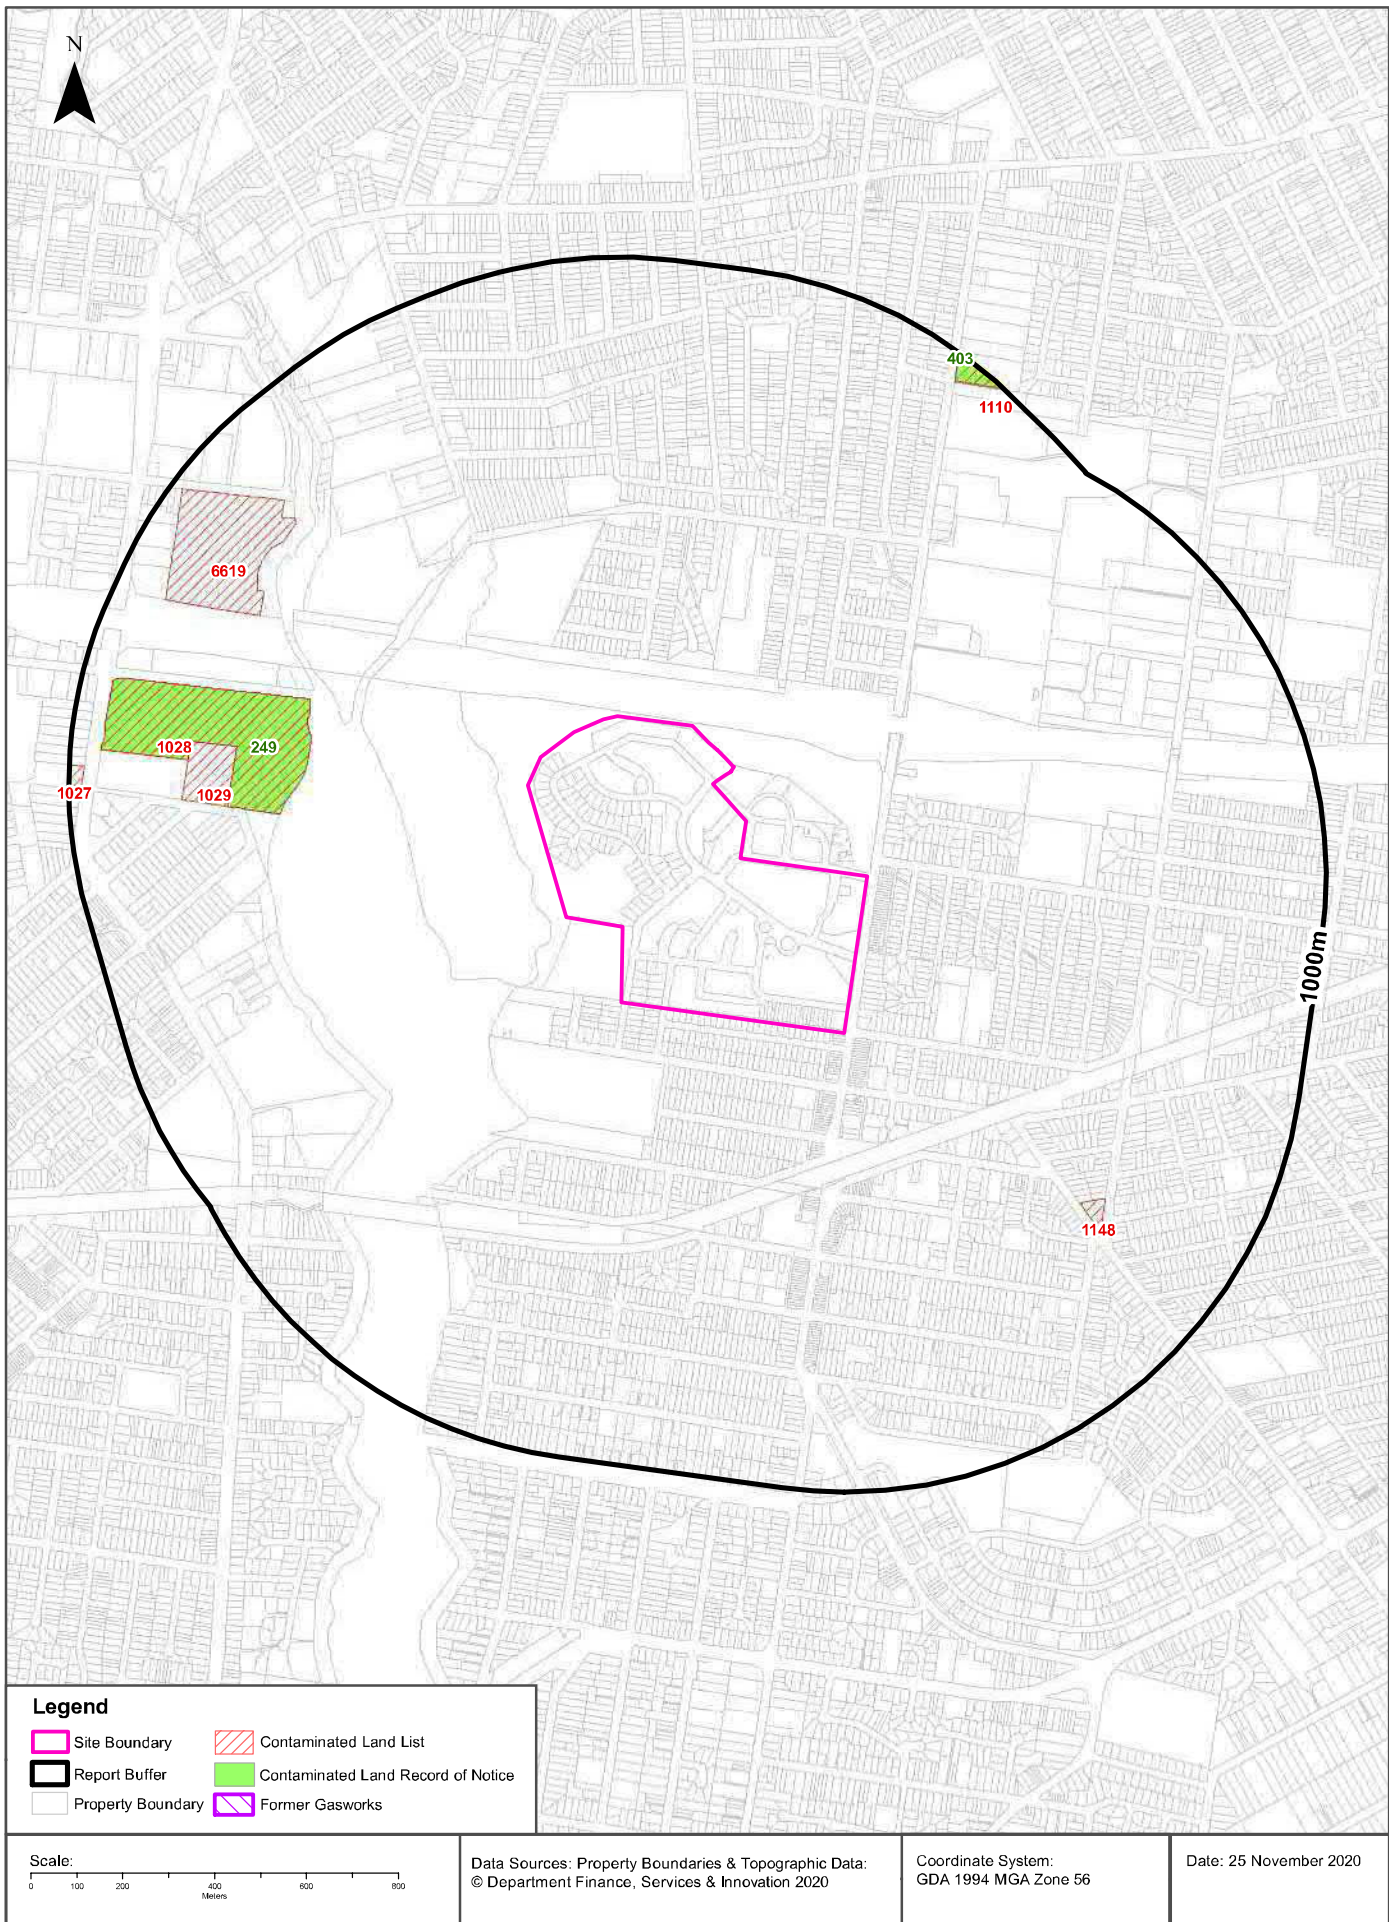 N
403
1110
6619
1028
249
1027
1029
1000m
1148
Legend
Site Boundary
Contaminated Land List
Report Buffer
Contaminated Land Record of Notice
Property Boundary
Former Gasworks
Scale:
0 100 200 400 600 800
Meters
Data Sources: Property Boundaries & Topographic Data:
© Department Finance, Services & Innovation 2020
Coordinate System:
GDA 1994 MGA Zone 56
Date: 25 November 2020